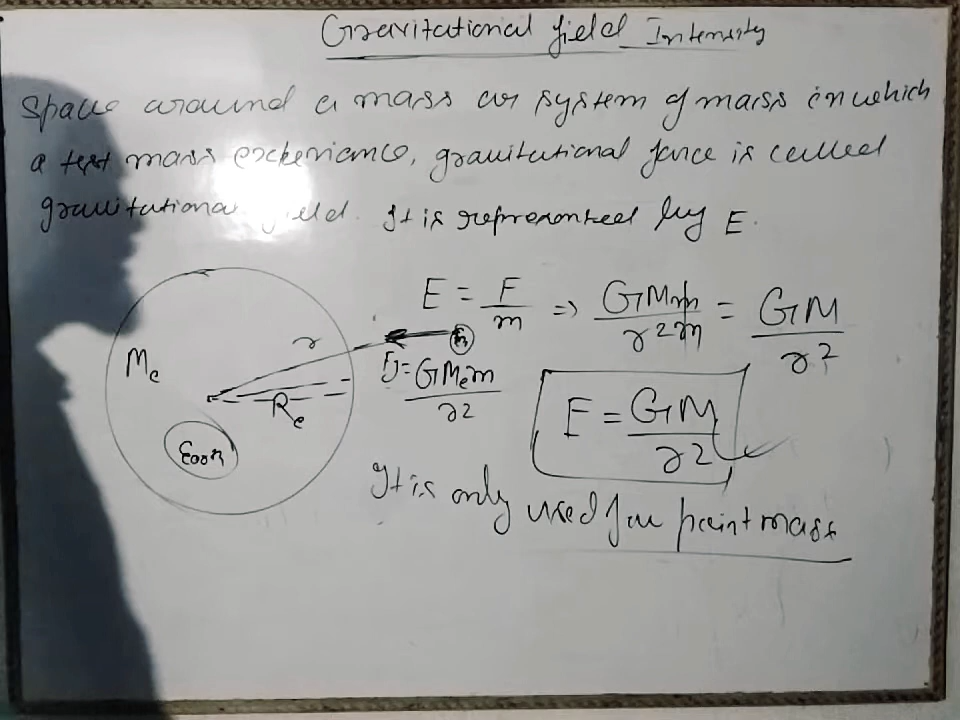 Gravitational field Intensity
Space around a mass or system of mass in which
a test mass experience, gravitational force is called
gravitational field. It is represented by E.
E = F/m => GMm/r²m = GM/r²
Me
r
m
F = GMem/r²
Re
E = GM/r²
It is only used for point mass